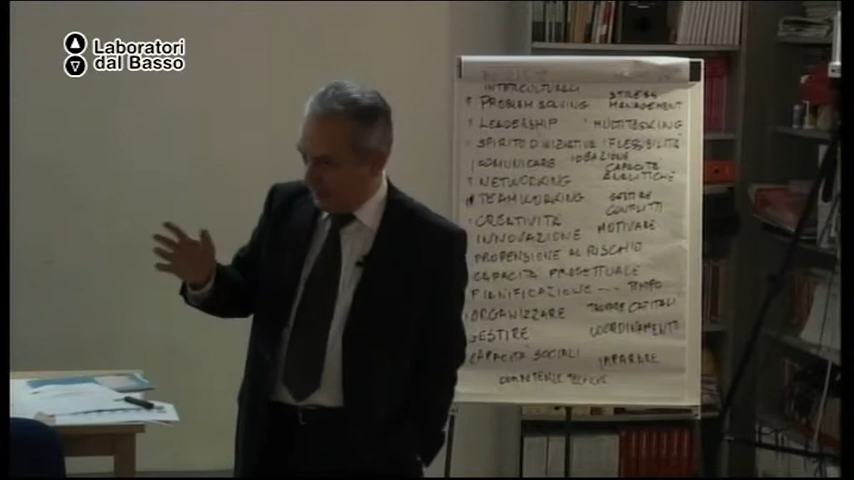 Laboratori
dal Basso
INTERCULTURALI STRESS
PROBLEM SOLVING MANAGEMENT
LEADERSHIP MULTITASKING
SPIRITO D'INIZIATIVA FLESSIBILITÀ
COMUNICARE IDEAZIONE
CAPACITÀ
NETWORKING ANALITICHE
TEAMWORKING GESTIRE
CONFLITTI
CREATIVITÀ MOTIVARE
INNOVAZIONE
PROPENSIONE AL RISCHIO
CAPACITÀ PROGETTUALE
PIANIFICAZIONE --- TEMPO
ORGANIZZARE TROVARE CAPITALI
GESTIRE COORDINAMENTO
CAPACITÀ SOCIALI IMPARARE
COMPETENZE TECNICHE